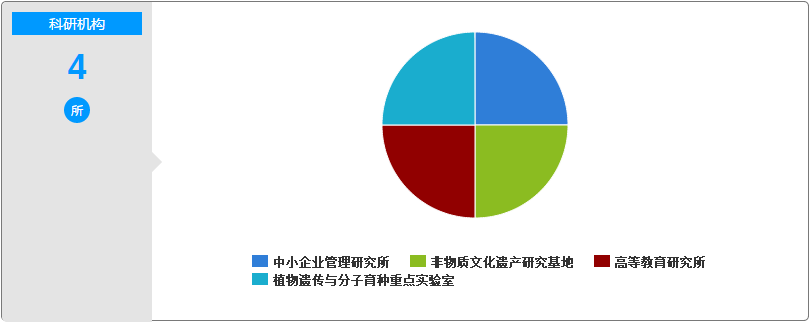 科研机构
4
所
中小企业管理研究所 非物质文化遗产研究基地 高等教育研究所
植物遗传与分子育种重点实验室